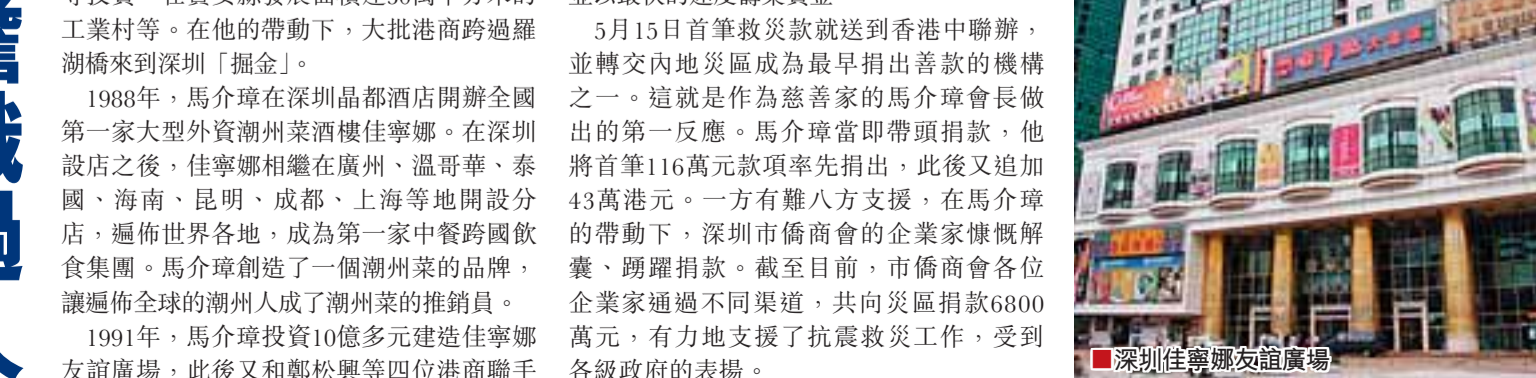 工業村等。在他的帶動下，大批港商跨過羅
湖橋來到深圳「掘金」。
1988年，馬介璋在深圳晶都酒店開辦全國
第一家大型外資潮州菜酒樓佳寧娜。在深圳
設店之後，佳寧娜相繼在廣州、溫哥華、泰
國、海南、昆明、成都、上海等地開設分
店，遍佈世界各地，成為第一家中餐跨國飲
食集團。馬介璋創造了一個潮州菜的品牌，
讓遍佈全球的潮州人成了潮州菜的推銷員。
1991年，馬介璋投資10億多元建造佳寧娜
友誼廣場，此後又和鄭松興等四位港商聯手
5月15日首筆救災款就送到香港中聯辦，
並轉交內地災區成為最早捐出善款的機構
之一。這就是作為慈善家的馬介璋會長做
出的第一反應。馬介璋當即帶頭捐款，他
將首筆116萬元款項率先捐出，此後又追加
43萬港元。一方有難八方支援，在馬介璋
的帶動下，深圳市僑商會的企業家慷慨解
囊、踴躍捐款。截至目前，市僑商會各位
企業家通過不同渠道，共向災區捐款6800
萬元，有力地支援了抗震救災工作，受到
各級政府的表揚。
■深圳佳寧娜友誼廣場